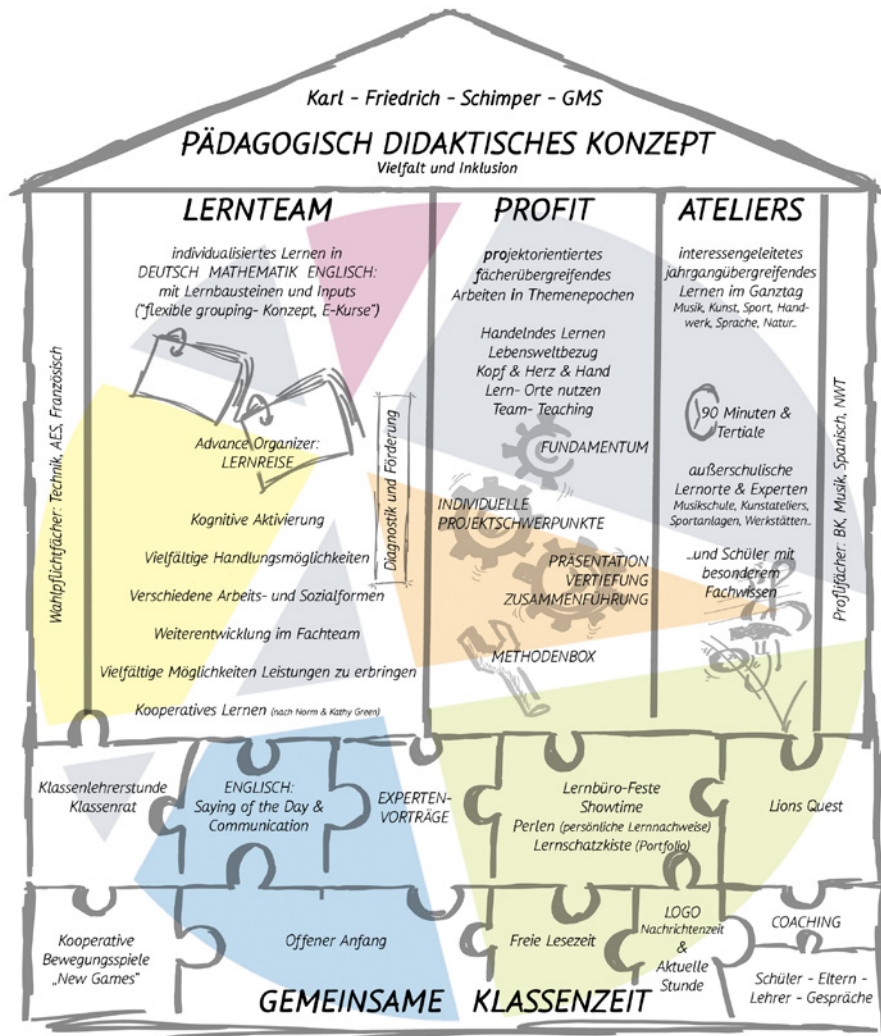 Karl - Friedrich - Schimper - GMS
PÄDAGOGISCH DIDAKTISCHES KONZEPT
Vielfalt und Inklusion
Wahlpflichtfächer: Technik, AES, Französisch
LERNTEAM
individualisiertes Lernen in
DEUTSCH MATHEMATIK ENGLISCH:
mit Lernbausteinen und Inputs
("flexible grouping- Konzept, E-Kurse")
Advance Organizer:
LERNREISE
Diagnostik und Förderung
Kognitive Aktivierung
Vielfältige Handlungsmöglichkeiten
Verschiedene Arbeits- und Sozialformen
Weiterentwicklung im Fachteam
Vielfältige Möglichkeiten Leistungen zu erbringen
Kooperatives Lernen (nach Norm & Kathy Green)
PROFIT
projektorientiertes
fächerübergreifendes
Arbeiten in Themenepochen
Handelndes Lernen
Lebensweltbezug
Kopf & Herz & Hand
Lern- Orte nutzen
Team- Teaching
FUNDAMENTUM
INDIVIDUELLE
PROJEKTSCHWERPUNKTE
PRÄSENTATION
VERTIEFUNG
ZUSAMMENFÜHRUNG
METHODENBOX
ATELIERS
interessengeleitetes
jahrgangübergreifendes
Lernen im Ganztag
Musik, Kunst, Sport, Hand-
werk, Sprache, Natur..
90 Minuten &
Tertiale
außerschulische
Lernorte & Experten
Musikschule, Kunstateliers,
Sportanlagen, Werkstätten..
...und Schüler mit
besonderem
Fachwissen
Proflifächer: BK, Musik, Spanisch, NWT
Klassenlehrerstunde
Klassenrat
ENGLISCH:
Saying of the Day &
Communication
EXPERTEN-
VORTRÄGE
Lernbüro-Feste
Showtime
Perlen (persönliche Lernnachweise)
Lernschatzkiste (Portfolio)
Lions Quest
Kooperative
Bewegungsspiele
„New Games“
Offener Anfang
Freie Lesezeit
LOGO
Nachrichtenzeit
&
Aktuelle
Stunde
COACHING
Schüler - Eltern -
Lehrer - Gespräche
GEMEINSAME KLASSENZEIT